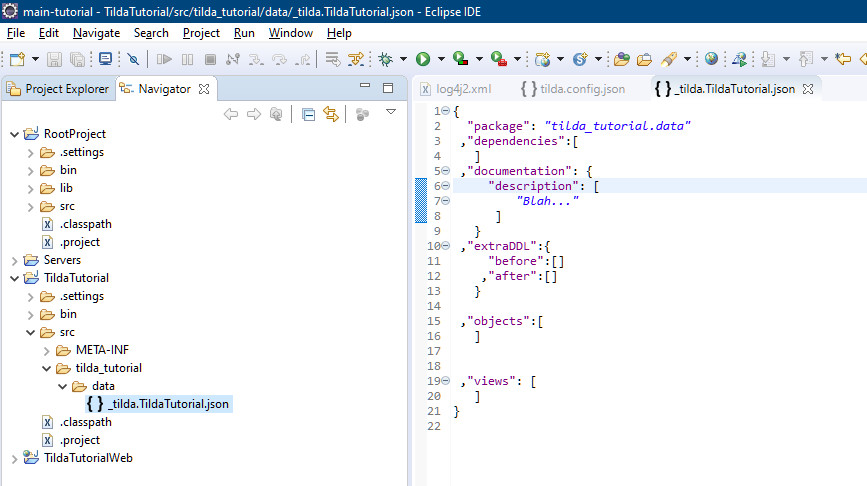 main-tutorial - TildaTutorial/src/tilda_tutorial/data/_tilda.TildaTutorial.json - Eclipse IDE
File Edit Navigate Search Project Run Window Help
Project Explorer Navigator
RootProject
.settings
bin
lib
src
.classpath
.project
Servers
TildaTutorial
.settings
bin
src
META-INF
tilda_tutorial
data
{} _tilda.TildaTutorial.json
.classpath
.project
TildaTutorialWeb
log4j2.xml {} tilda.config.json {} _tilda.TildaTutorial.json
1 {
2 "package": "tilda_tutorial.data"
3 ,"dependencies":[
4 ]
5 ,"documentation": {
6 "description": [
7 "Blah..."
8 ]
9 }
10 ,"extraDDL":{
11 "before":[]
12 ,"after":[]
13 }
14
15 ,"objects":[
16 ]
17
18
19 ,"views": [
20 ]
21 }
22